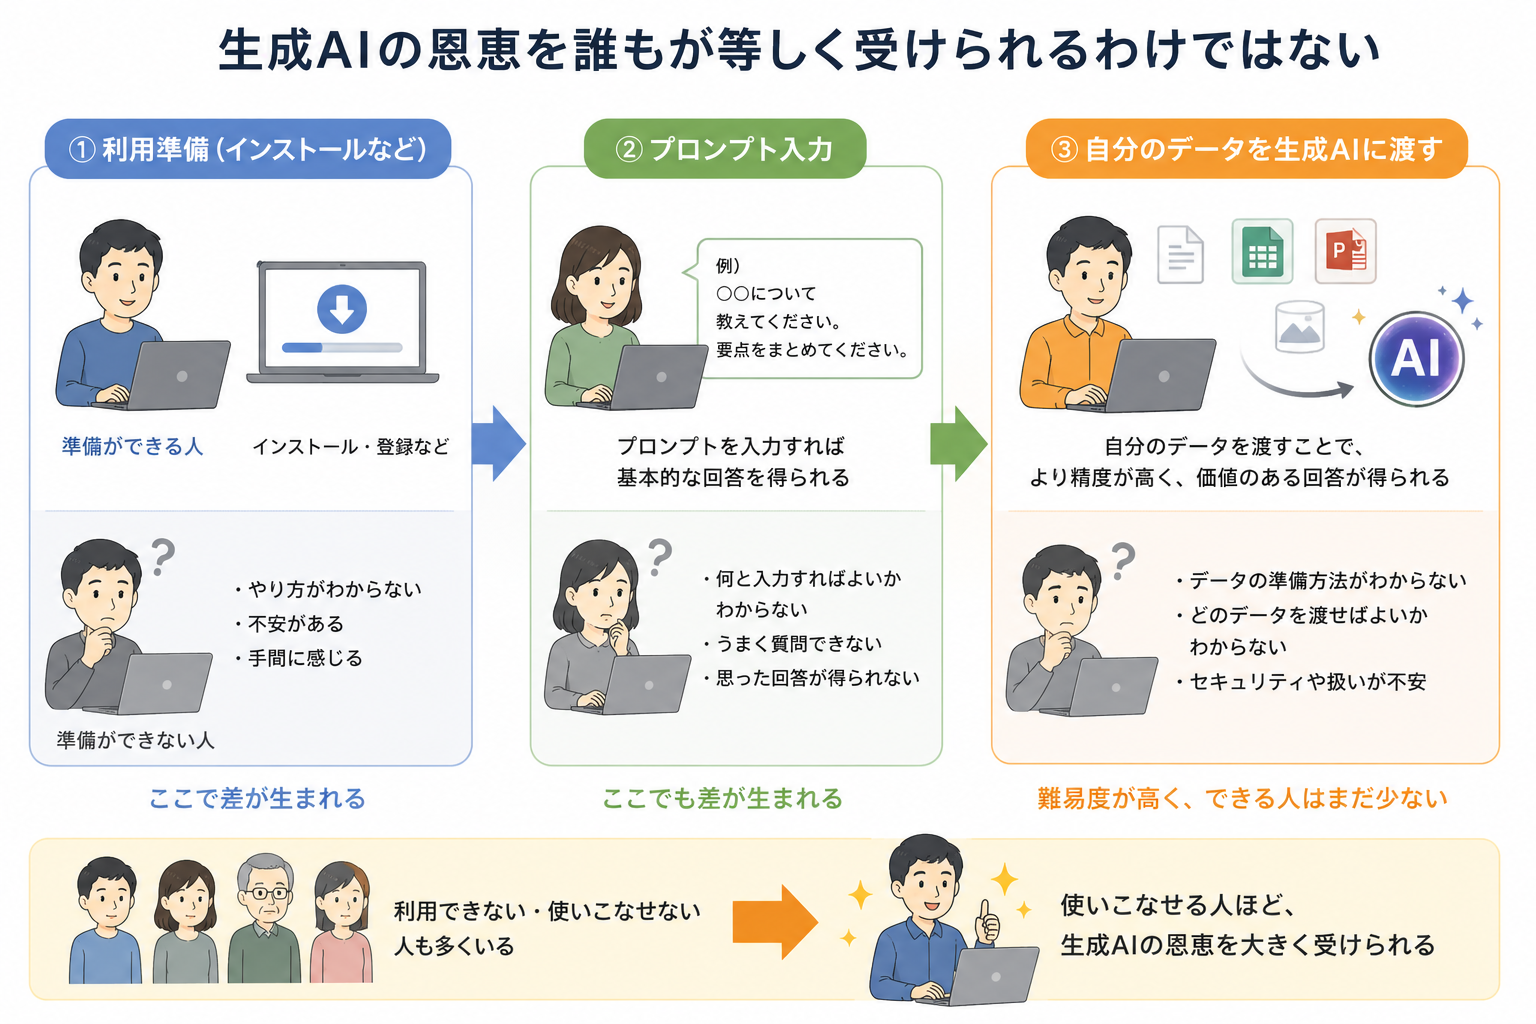 生成AIの恩恵を誰もが等しく受けられるわけではない
① 利用準備（インストールなど）
準備ができる人
インストール・登録など
・やり方がわからない
・不安がある
・手間に感じる
?
準備ができない人
ここで差が生まれる
② プロンプト入力
例）
○○について
教えてください。
要点をまとめてください。
プロンプトを入力すれば
基本的な回答を得られる
?
・何と入力すればよいか
わからない
・うまく質問できない
・思った回答が得られない
ここでも差が生まれる
③ 自分のデータを生成AIに渡す
P
AI
自分のデータを渡すことで、
より精度が高く、価値のある回答が得られる
?
・データの準備方法がわからない
・どのデータを渡せばよいか
わからない
・セキュリティや扱いが不安
難易度が高く、できる人はまだ少ない
利用できない・使いこなせない
人も多くいる
使いこなせる人ほど、
生成AIの恩恵を大きく受けられる